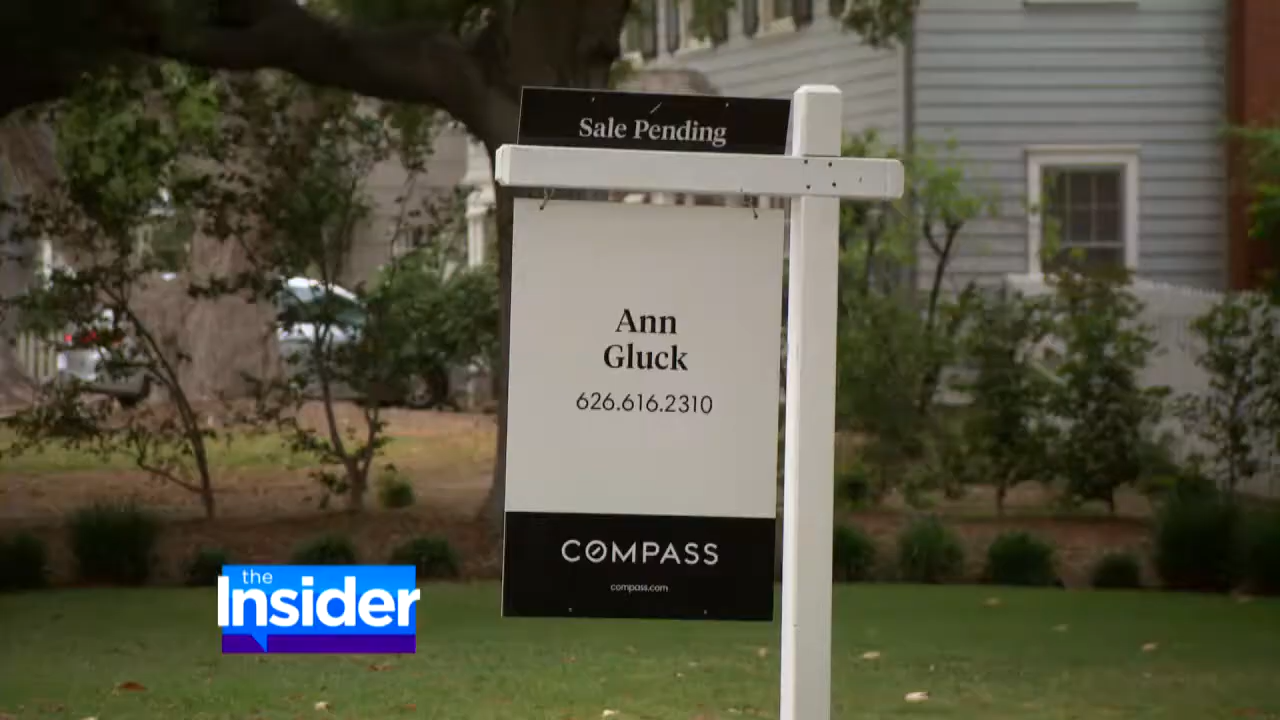 Sale Pending
Ann
Gluck
626.616.2310
COMPASS
compass.com
the
Insider